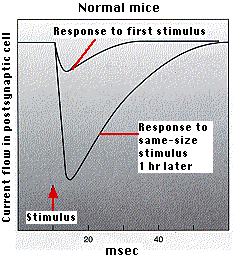 Normal mice
Response to first stimulus
Current flow in postsynaptic cell
Response to
same-size
stimulus
1 hr later
Stimulus
20
40
msec